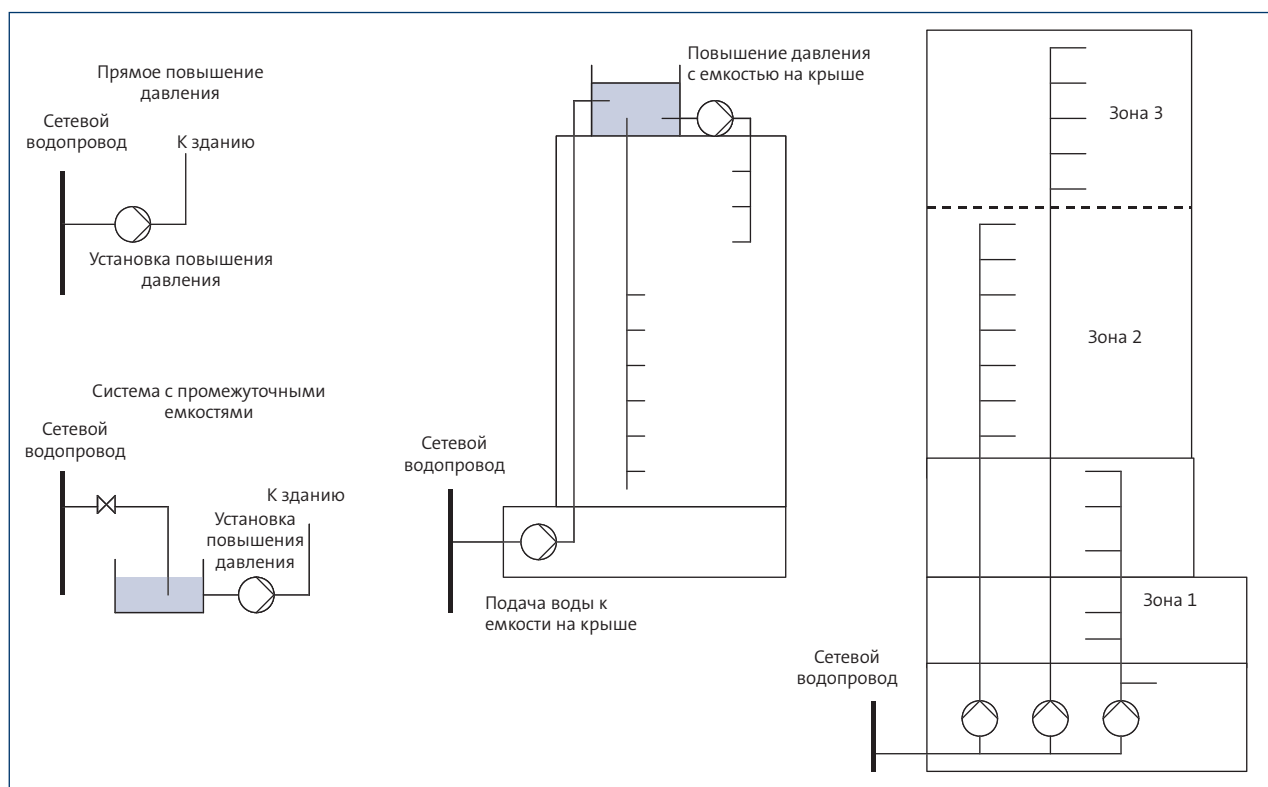 Прямое повышение
давления
Сетевой
водопровод
К зданию
Установка повышения
давления
Система с промежуточными
емкостями
Сетевой
водопровод
К зданию
Установка
повышения
давления
Повышение давления
с емкостью на крыше
Сетевой
водопровод
Подача воды к
емкости на крыше
Зона 3
Зона 2
Зона 1
Сетевой
водопровод